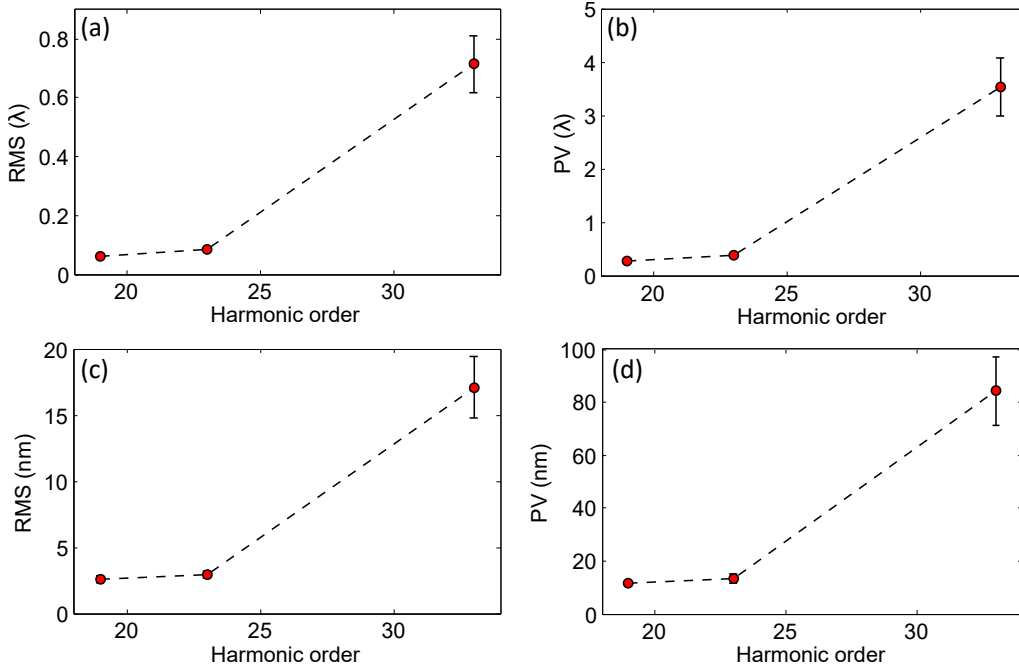 (a)
0.8
0.6
0.4
0.2
0
RMS (λ)
20 25 30
Harmonic order
(b)
5
4
3
2
1
0
PV (λ)
20 25 30
Harmonic order
(c)
20
15
10
5
0
RMS (nm)
20 25 30
Harmonic order
(d)
100
80
60
40
20
0
PV (nm)
20 25 30
Harmonic order